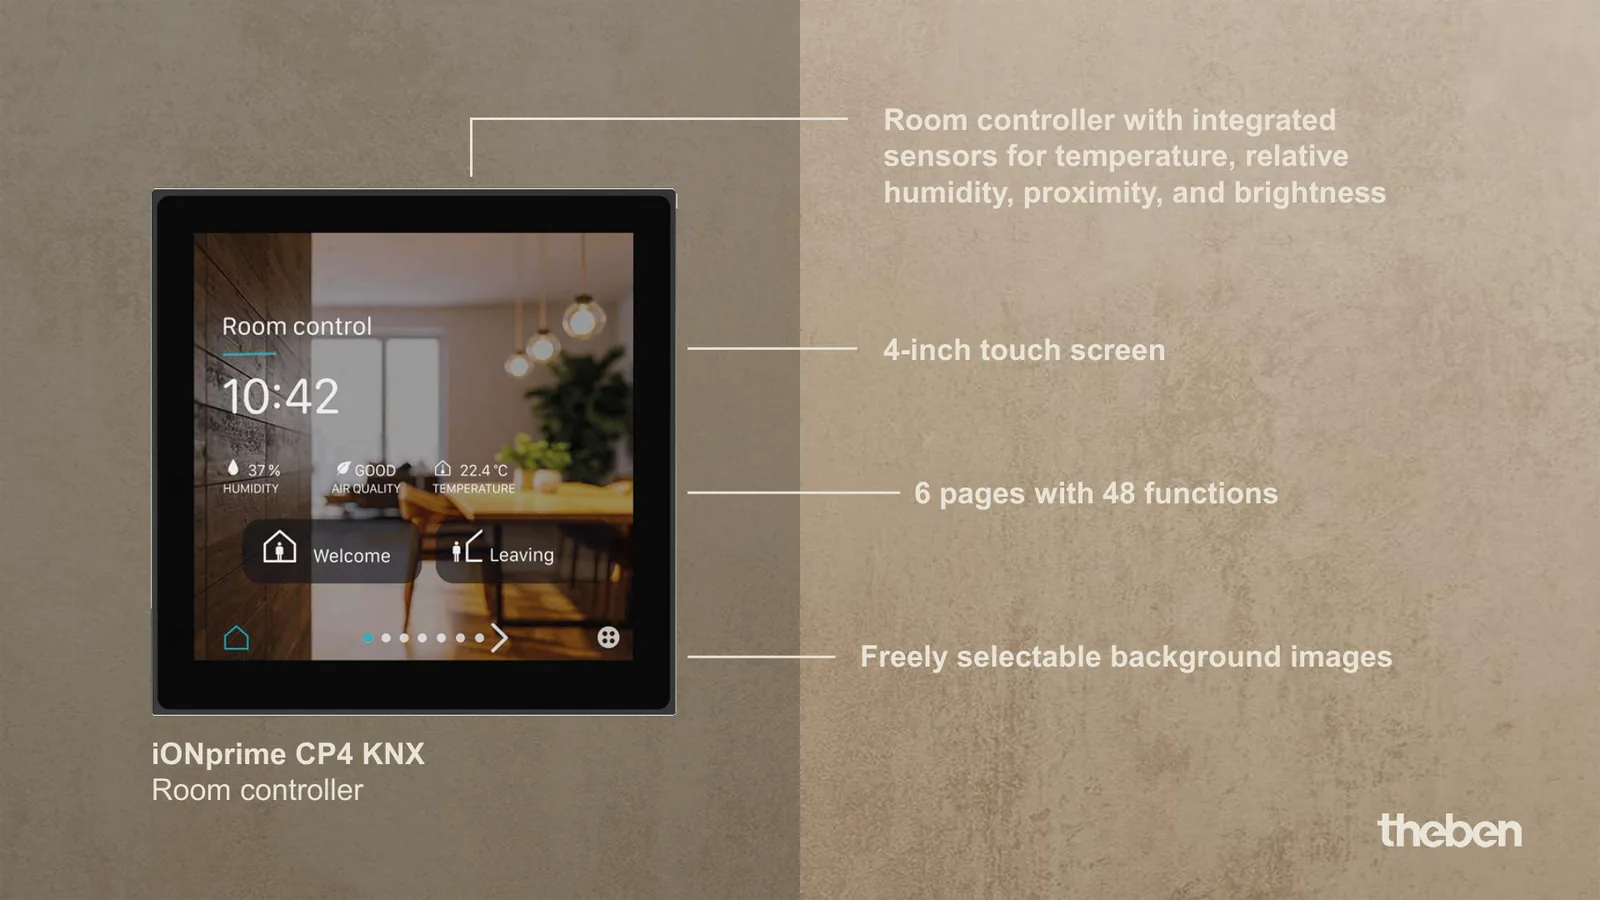 Room controller with integrated
sensors for temperature, relative
humidity, proximity, and brightness
Room control
10:42
37 %
HUMIDITY
GOOD
AIR QUALITY
22.4 °C
TEMPERATURE
Welcome
Leaving
4-inch touch screen
6 pages with 48 functions
Freely selectable background images
iONprime CP4 KNX
Room controller
theben